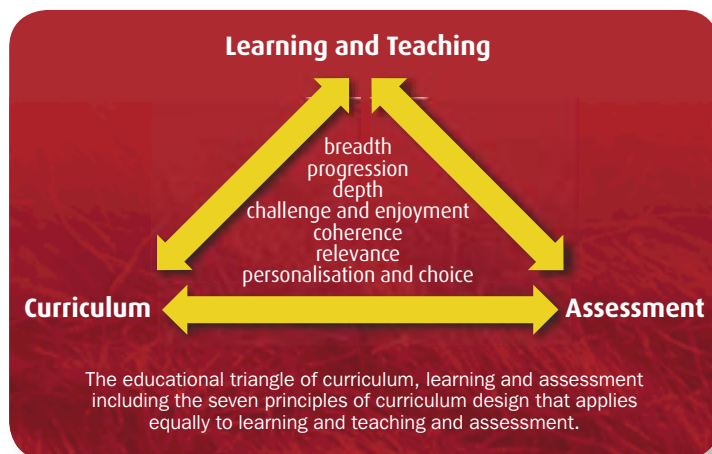 Learning and Teaching
breadth
progression
depth
challenge and enjoyment
coherence
relevance
personalisation and choice
Curriculum
Assessment
The educational triangle of curriculum, learning and assessment
including the seven principles of curriculum design that applies
equally to learning and teaching and assessment.